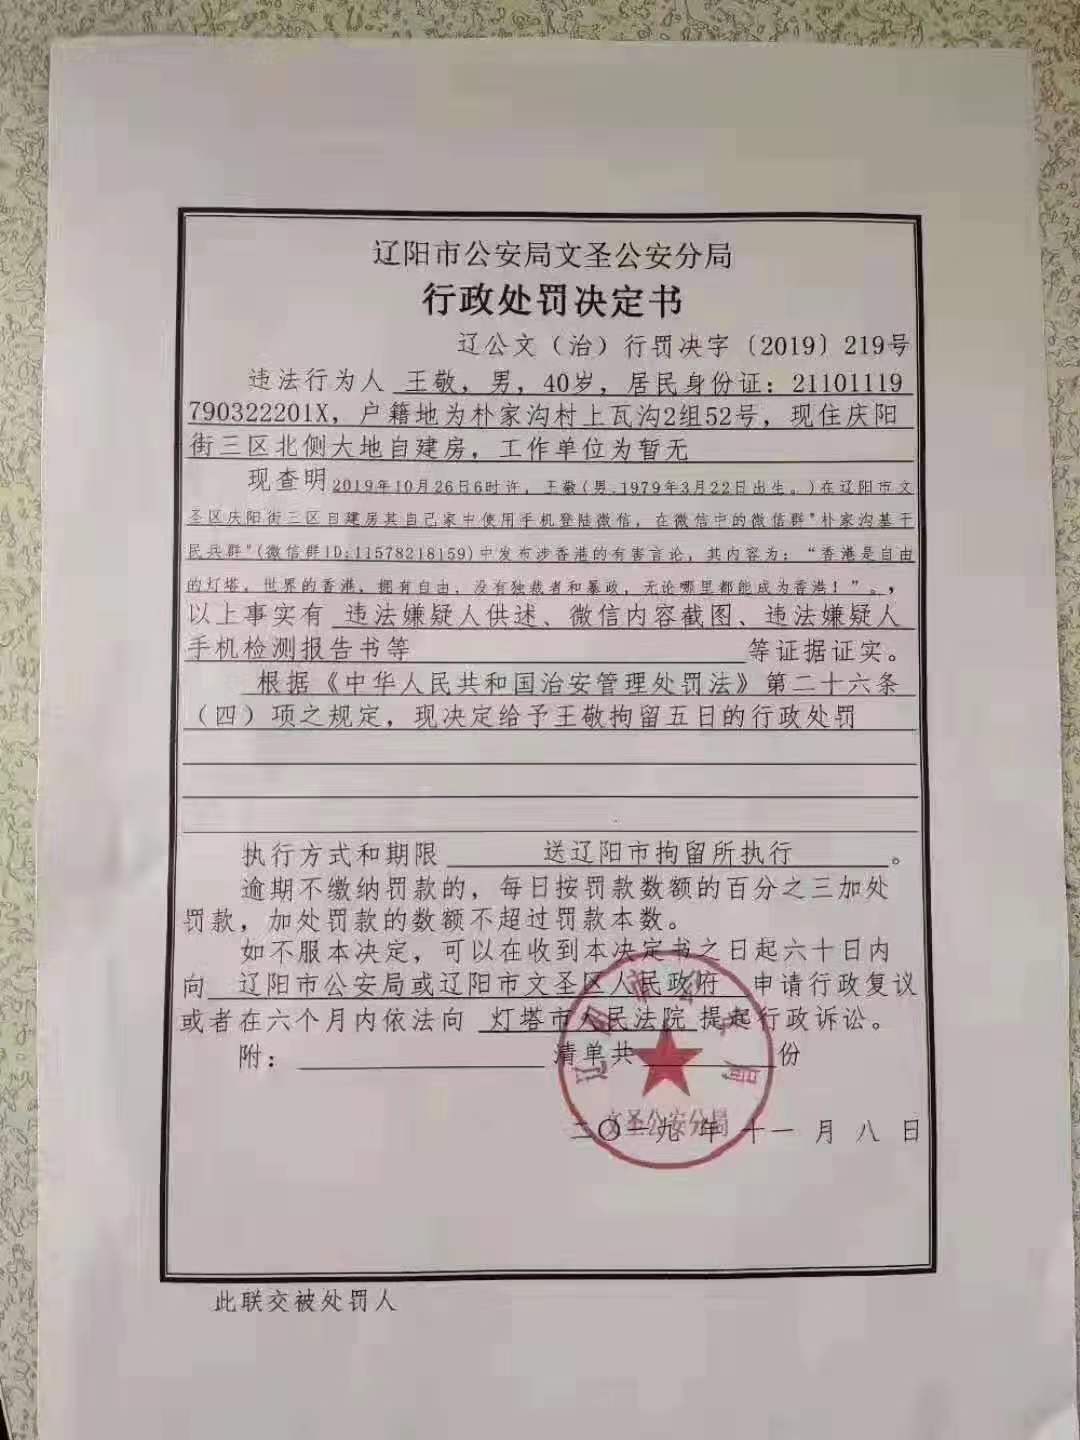 辽阳市公安局文圣公安分局
行政处罚决定书
辽公文（治）行罚决字〔2019〕219号
违法行为人 王敬，男，40岁，居民身份证：21101119
790322201X，户籍地为朴家沟村上瓦沟2组52号，现住庆阳
街三区北侧大地自建房，工作单位为暂无
现查明2019年10月26日6时许，王敬(男.1979年3月22日出生。)在辽阳市文
圣区庆阳街三区自建房其自己家中使用手机登陆微信，在微信中的微信群"朴家沟基干
民兵群"(微信群ID:11578218159)中发布涉香港的有害言论，其内容为：“香港是自由
的灯塔，世界的香港，拥有自由，没有独裁者和暴政，无论哪里都能成为香港！”。，
以上事实有 违法嫌疑人供述、微信内容截图、违法嫌疑人
手机检测报告书等 等证据证实。
根据《中华人民共和国治安管理处罚法》第二十六条
（四）项之规定，现决定给予王敬拘留五日的行政处罚
执行方式和期限 送辽阳市拘留所执行 。
逾期不缴纳罚款的，每日按罚款数额的百分之三加处
罚款，加处罚款的数额不超过罚款本数。
如不服本决定，可以在收到本决定书之日起六十日内
向 辽阳市公安局或辽阳市文圣区人民政府 申请行政复议
或者在六个月内依法向 灯塔市人民法院 提起行政诉讼。
附： 清单共 份
辽阳市公安局
文圣公安分局
二〇一九年十一月八日
此联交被处罚人